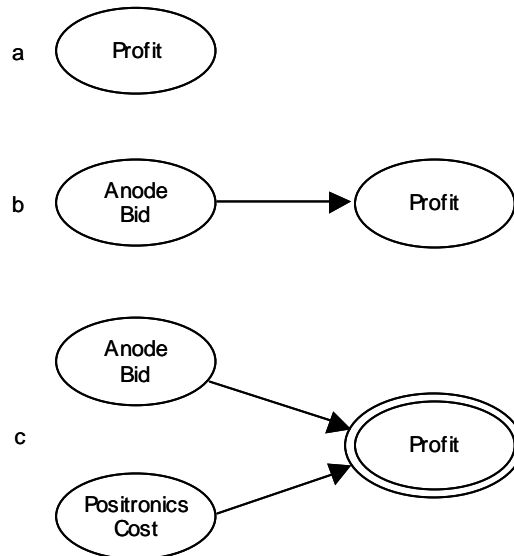 a
Profit
b
Anode
Bid
Profit
Anode
Bid
c
Profit
Positronics
Cost